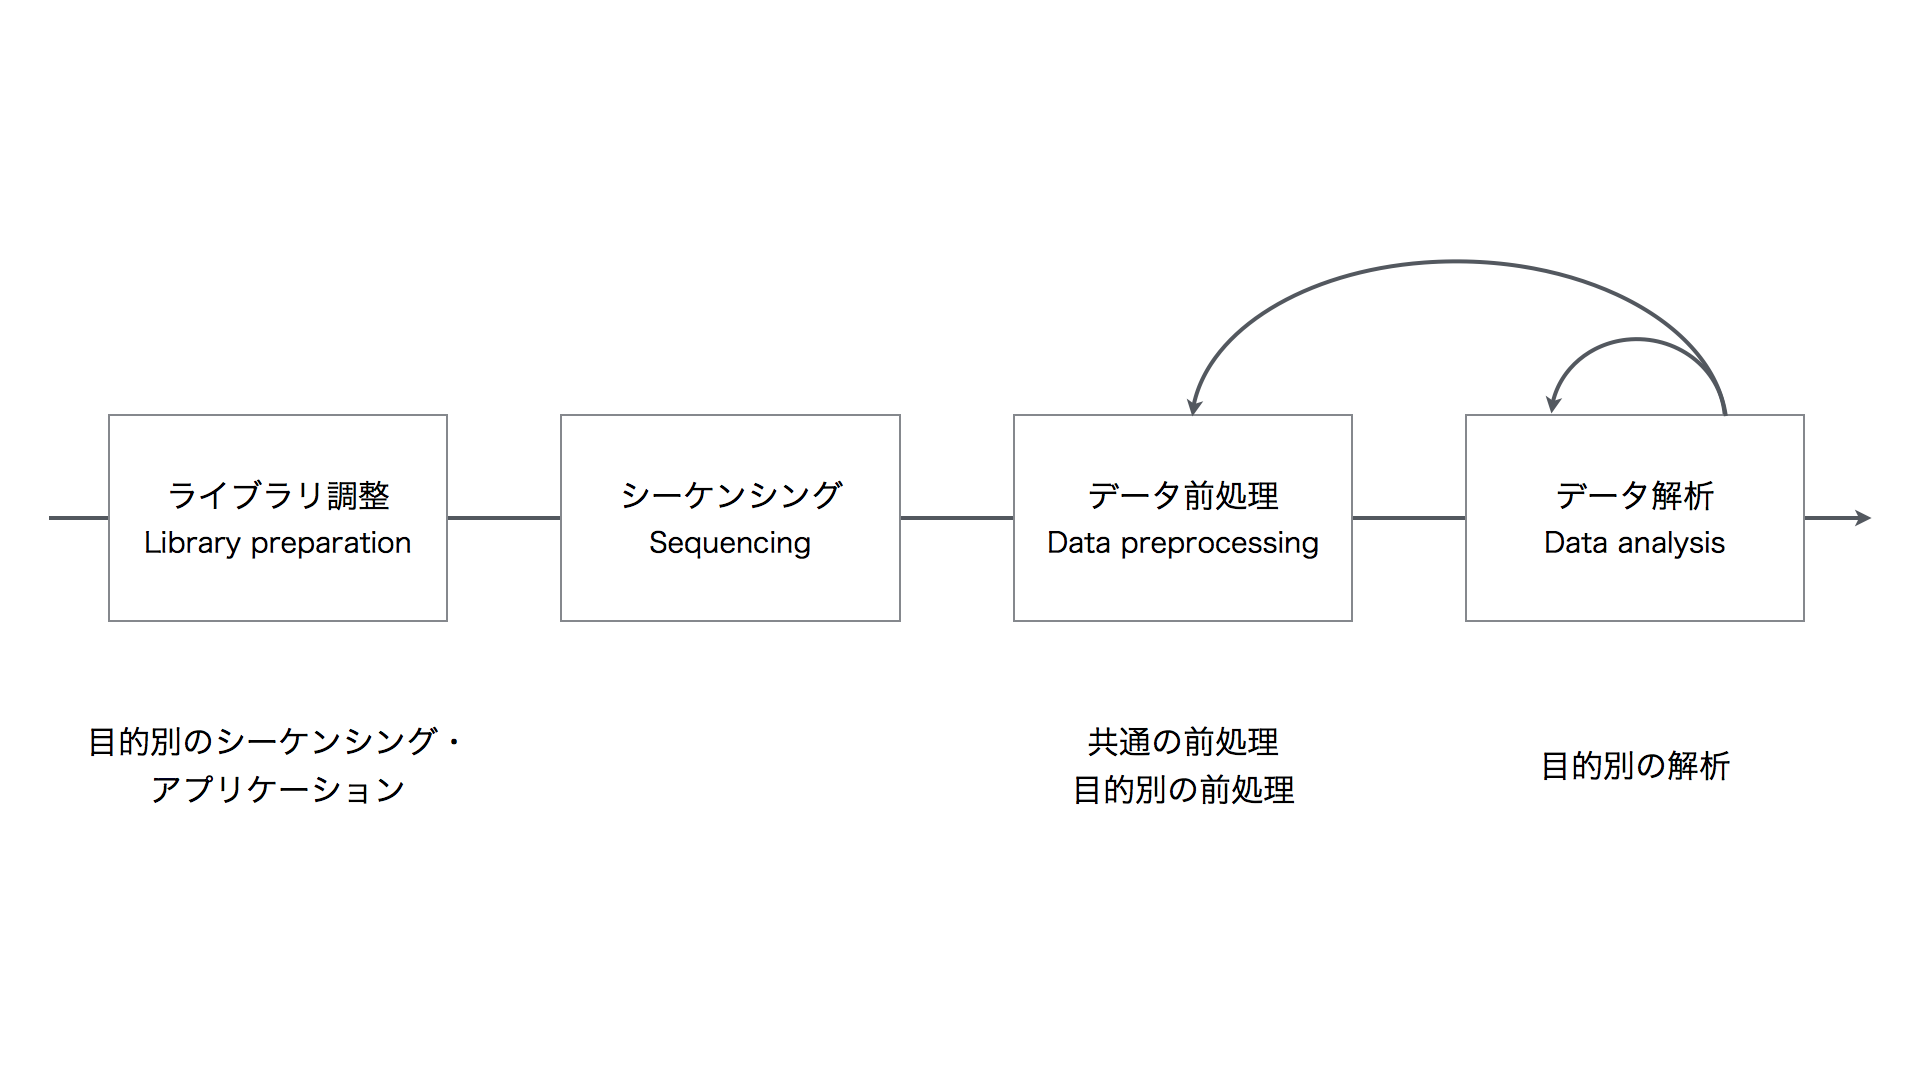 ライブラリ調整
Library preparation
シーケンシング
Sequencing
データ前処理
Data preprocessing
データ解析
Data analysis
目的別のシーケンシング・
アプリケーション
共通の前処理
目的別の前処理
目的別の解析